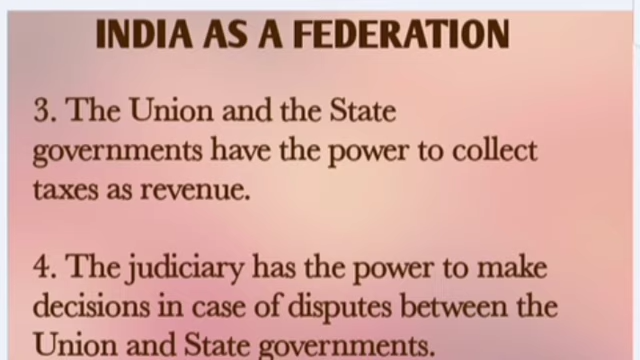 INDIA AS A FEDERATION
3. The Union and the State
governments have the power to collect
taxes as revenue.
4. The judiciary has the power to make
decisions in case of disputes between the
Union and State governments.